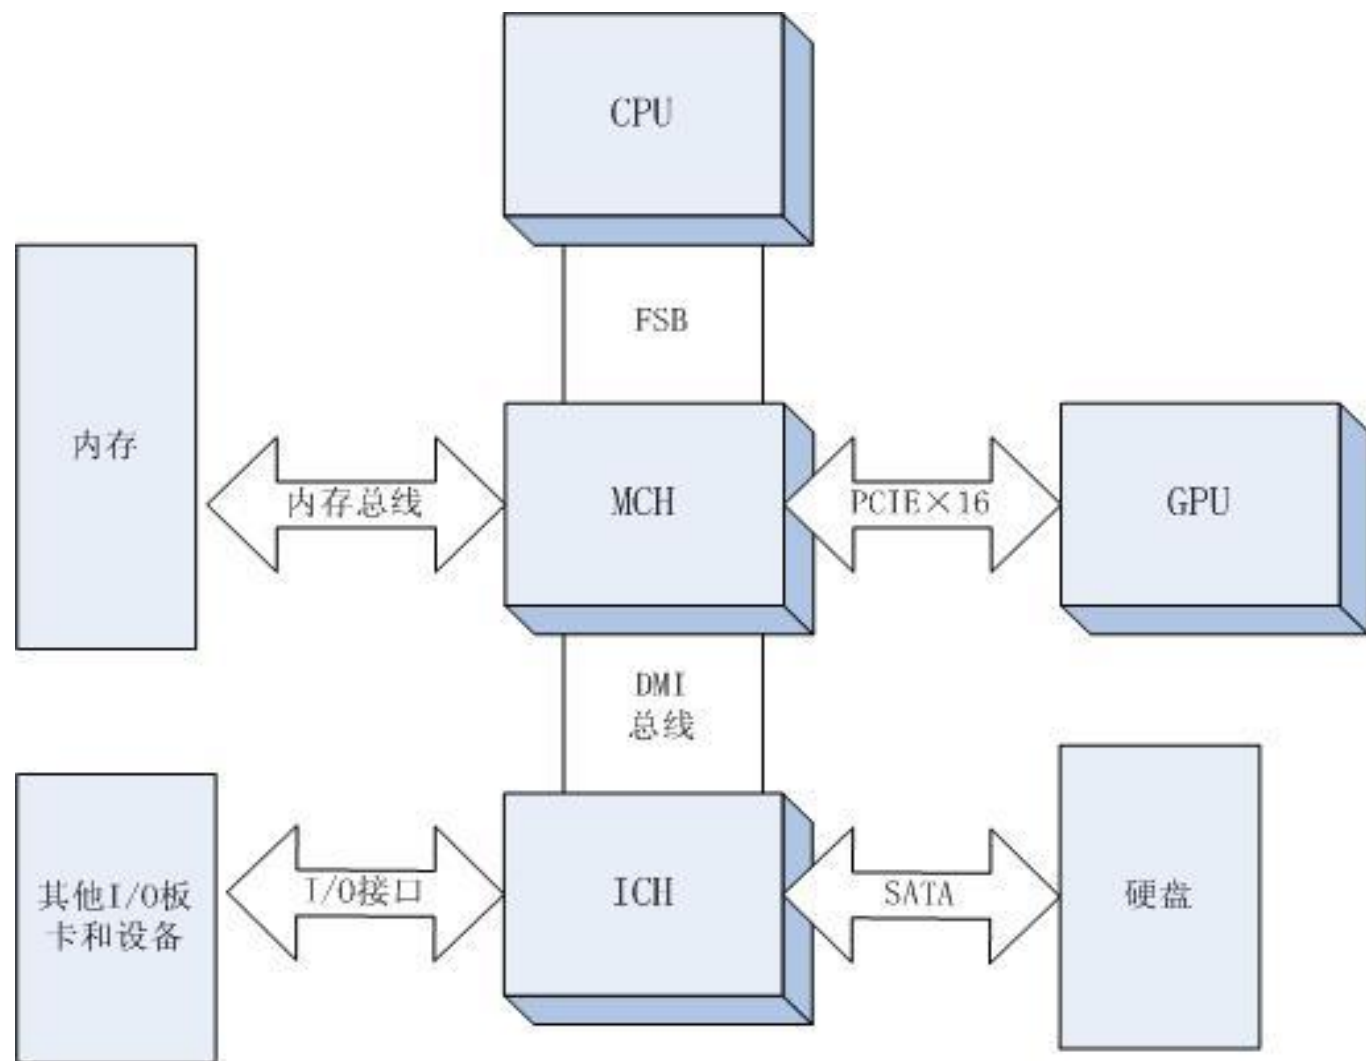 CPU
FSB
内存
内存总线
MCH
PCIE×16
GPU
DMI
总线
其他I/O板
卡和设备
I/O接口
ICH
SATA
硬盘